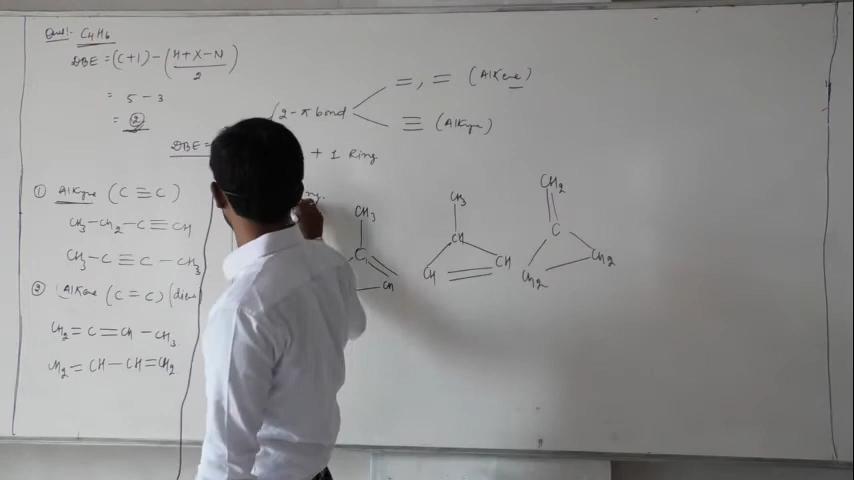 Ques:- C4H6
DBE = (C+1) - (H+X-N / 2)
= 5 - 3
= 2
2-π bond
=, = (Alkene)
≡ (Alkyne)
DBE =
+ 1 Ring
① Alkyne (C ≡ C)
CH3-CH2-C≡CH
CH3-C≡C-CH3
② Alkene (C=C) (diene
CH2=C=CH-CH3
CH2=CH-CH=CH2
CH3
C
CH
CH3
CH
CH
CH
CH2
C
CH2
CH2